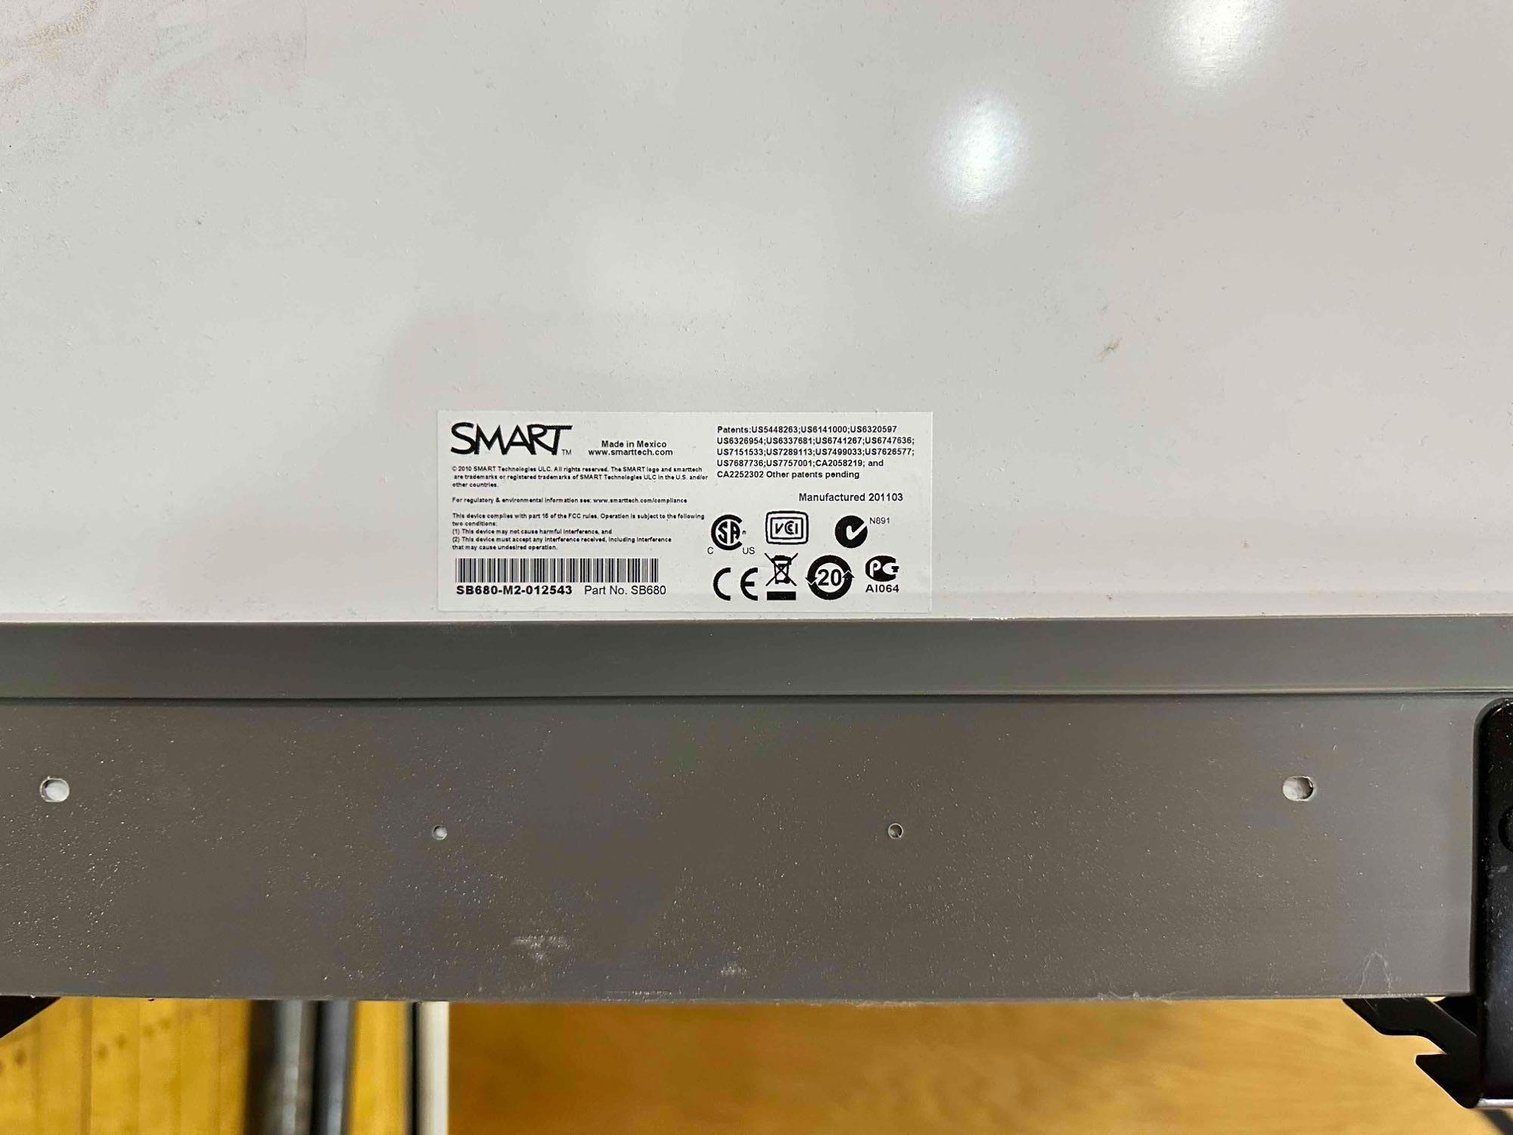 SMART TM
Made in Mexico
www.smarttech.com
© 2010 SMART Technologies ULC. All rights reserved. The SMART logo and smarttech
are trademarks or registered trademarks of SMART Technologies ULC in the U.S. and/or
other countries.
For regulatory & environmental information see: www.smarttech.com/compliance
This device complies with part 15 of the FCC rules. Operation is subject to the following
two conditions:
(1) This device may not cause harmful interference, and
(2) This device must accept any interference received, including interference
that may cause undesired operation.
SB680-M2-012543 Part No. SB680
Patents:US5448263;US6141000;US6320597
US6326954;US6337681;US6741267;US6747636;
US7151533;US7289113;US7499033;US7626577;
US7687736;US7757001;CA2058219; and
CA2252302 Other patents pending
Manufactured 201103
C SA US
VCI
N891
CE
20
PG
AI064